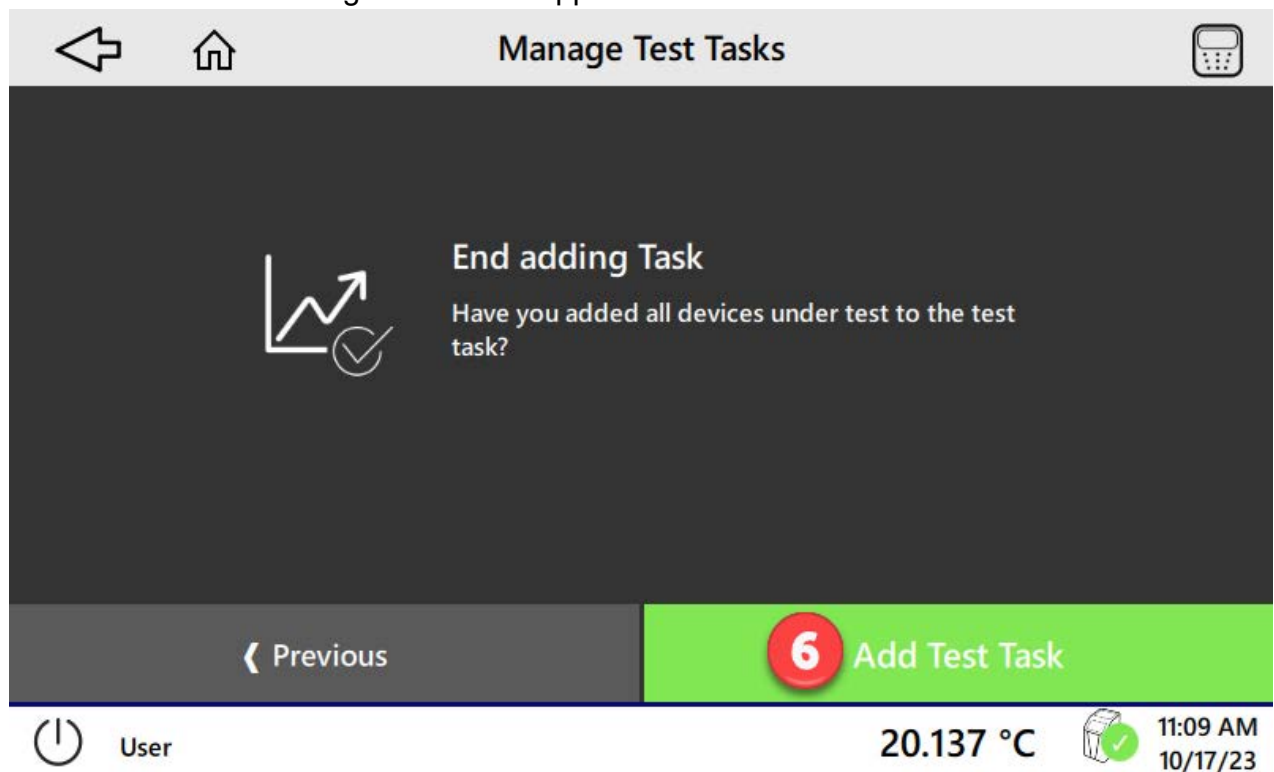 Manage Test Tasks
End adding Task
Have you added all devices under test to the test
task?
❰ Previous
6 Add Test Task
User
20.137 °C
11:09 AM
10/17/23